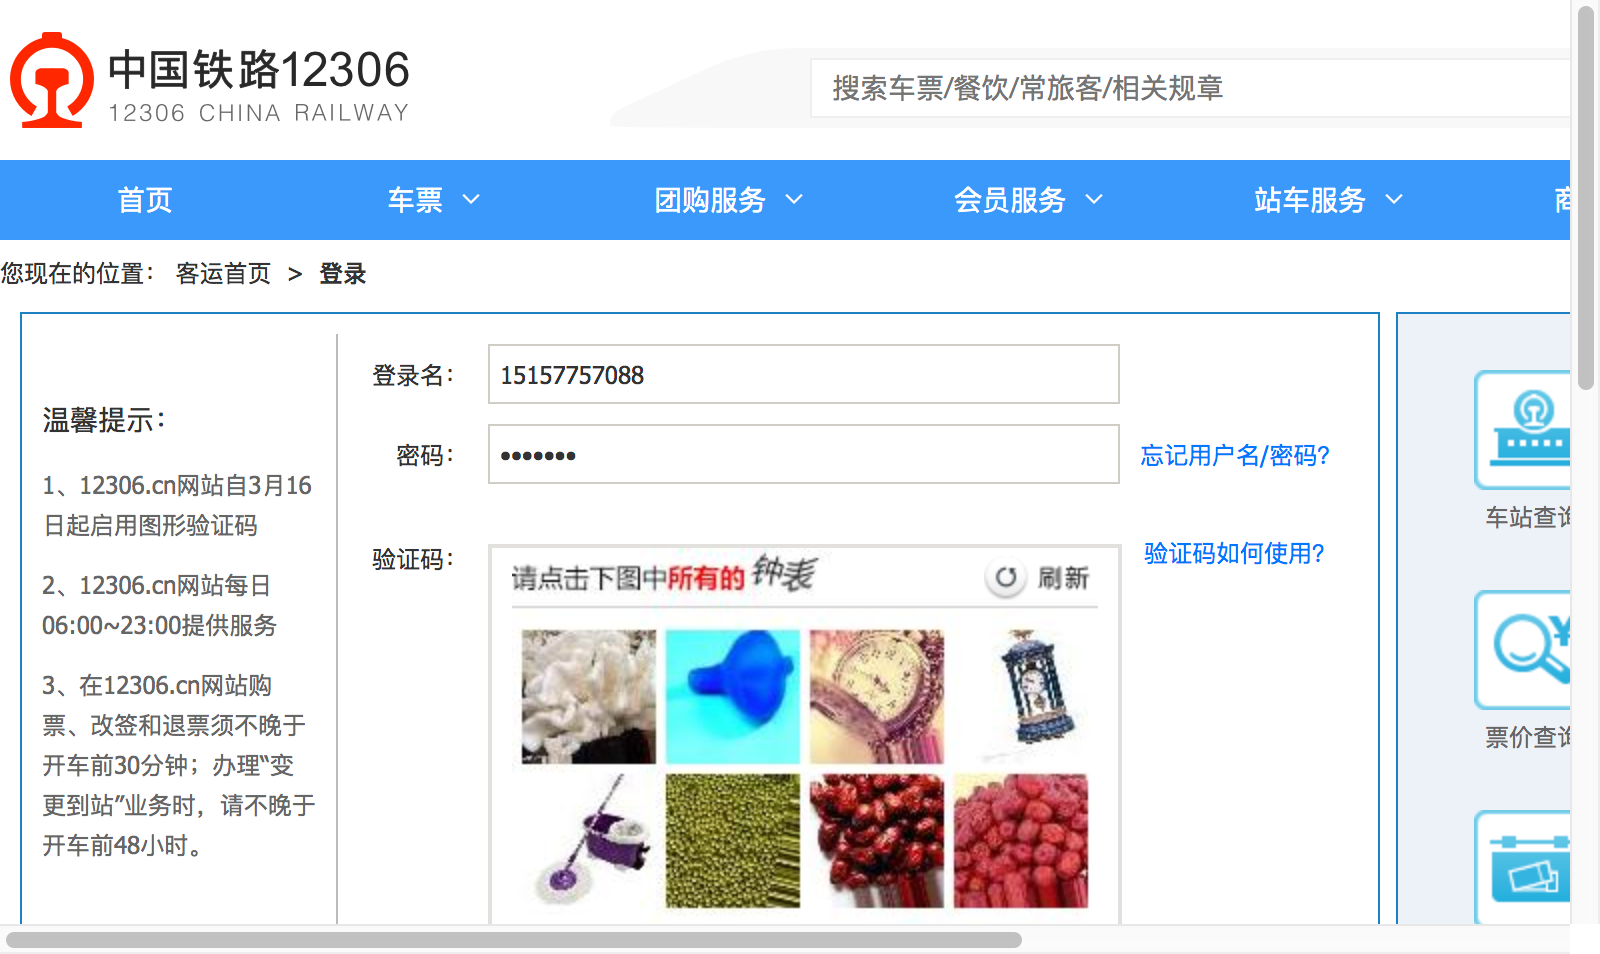 中国铁路12306
12306 CHINA RAILWAY
搜索车票/餐饮/常旅客/相关规章
首页 车票 团购服务 会员服务 站车服务 商
您现在的位置： 客运首页 > 登录
温馨提示：
1、12306.cn网站自3月16
日起启用图形验证码
2、12306.cn网站每日
06:00~23:00提供服务
3、在12306.cn网站购
票、改签和退票须不晚于
开车前30分钟；办理“变
更到站”业务时，请不晚于
开车前48小时。
登录名： 15157757088
密码： ••••••• 忘记用户名/密码?
验证码： 验证码如何使用?
请点击下图中所有的 钟表 刷新
车站查询
票价查询